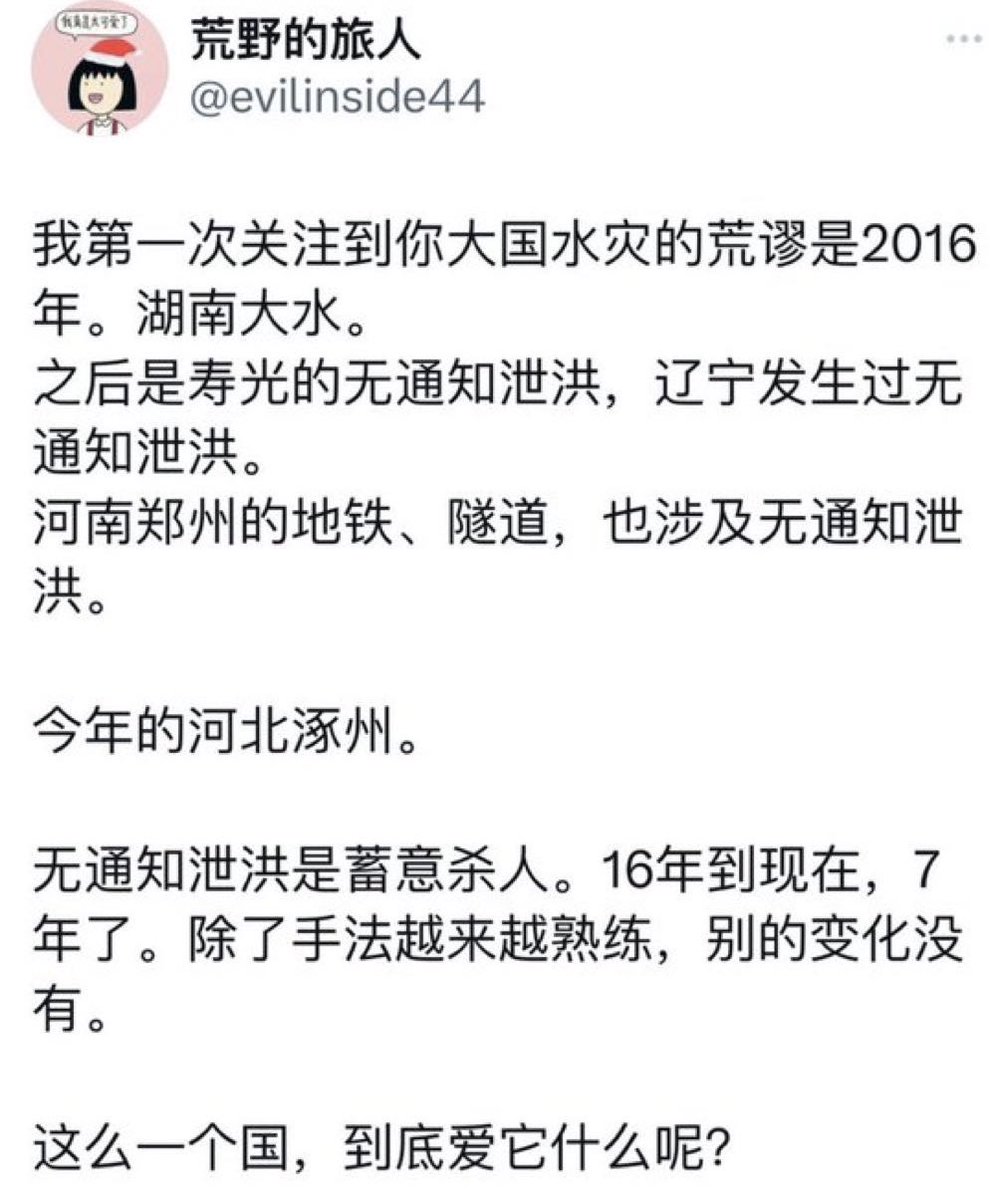 我真是太可爱了
荒野的旅人
@evilinside44
我第一次关注到你大国水灾的荒谬是2016
年。湖南大水。
之后是寿光的无通知泄洪，辽宁发生过无
通知泄洪。
河南郑州的地铁、隧道，也涉及无通知泄
洪。
今年的河北涿州。
无通知泄洪是蓄意杀人。16年到现在，7
年了。除了手法越来越熟练，别的变化没
有。
这么一个国，到底爱它什么呢？